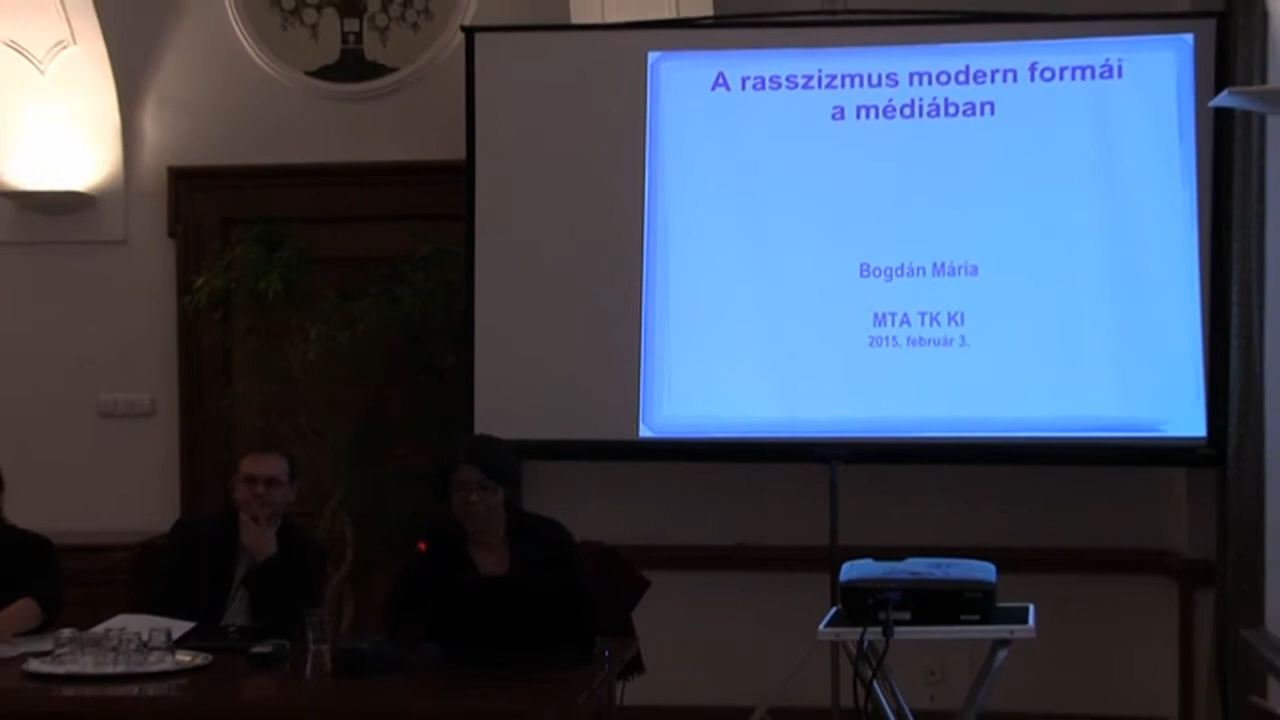 A rasszizmus modern formái
a médiában
Bogdán Mária
MTA TK KI
2015. február 3.